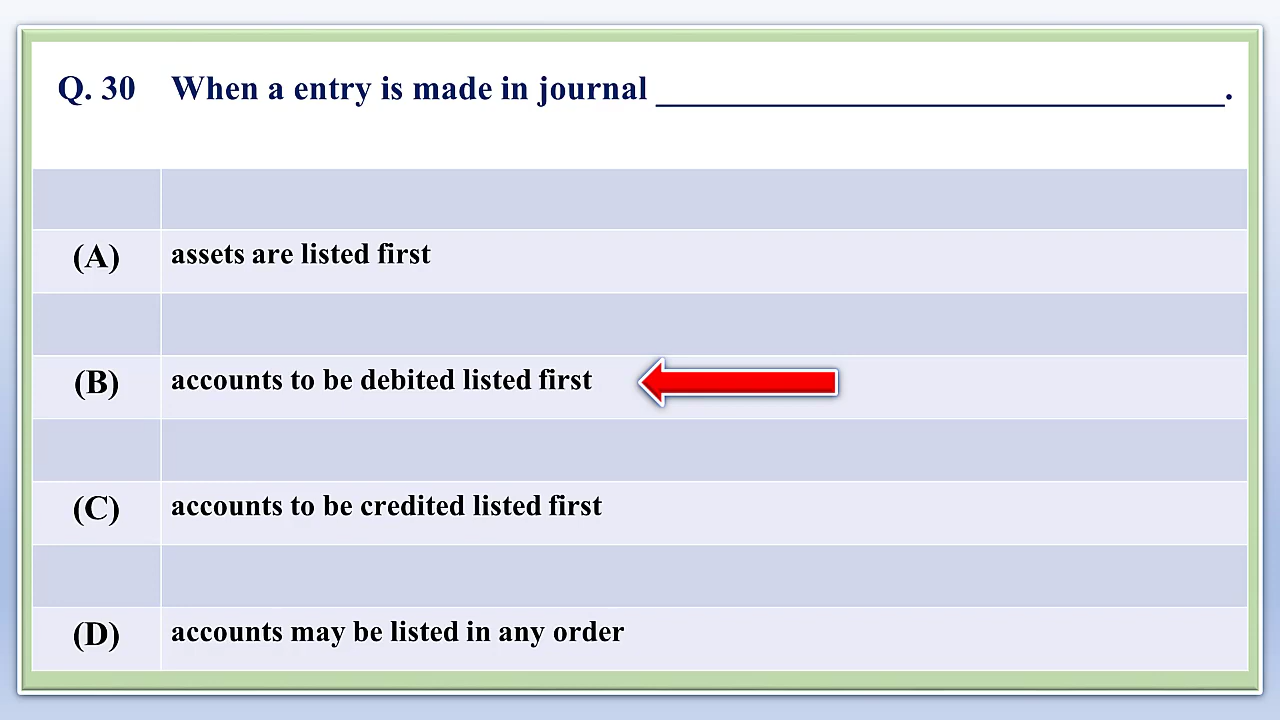 Q. 30 When a entry is made in journal __________________________________.
(A) assets are listed first
(B) accounts to be debited listed first
(C) accounts to be credited listed first
(D) accounts may be listed in any order